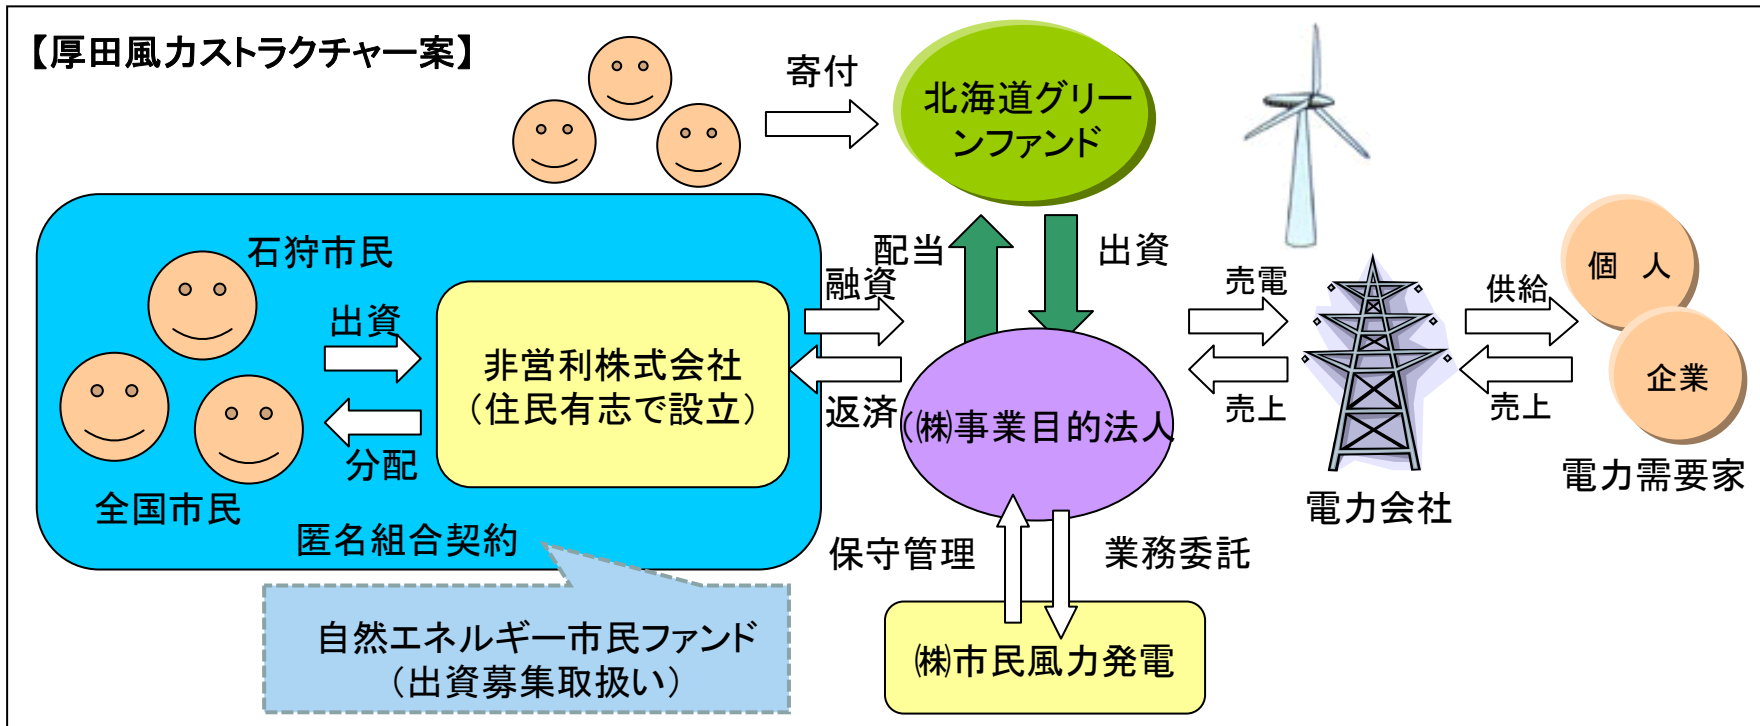 【厚田風力ストラクチャー案】
寄付
北海道グリー
ンファンド
石狩市民
出資
分配
全国市民
非営利株式会社
（住民有志で設立）
匿名組合契約
自然エネルギー市民ファンド
（出資募集取扱い）
融資
返済
配当
出資
（㈱事業目的法人
保守管理
業務委託
㈱市民風力発電
売電
売上
電力会社
供給
売上
個　人
企業
電力需要家